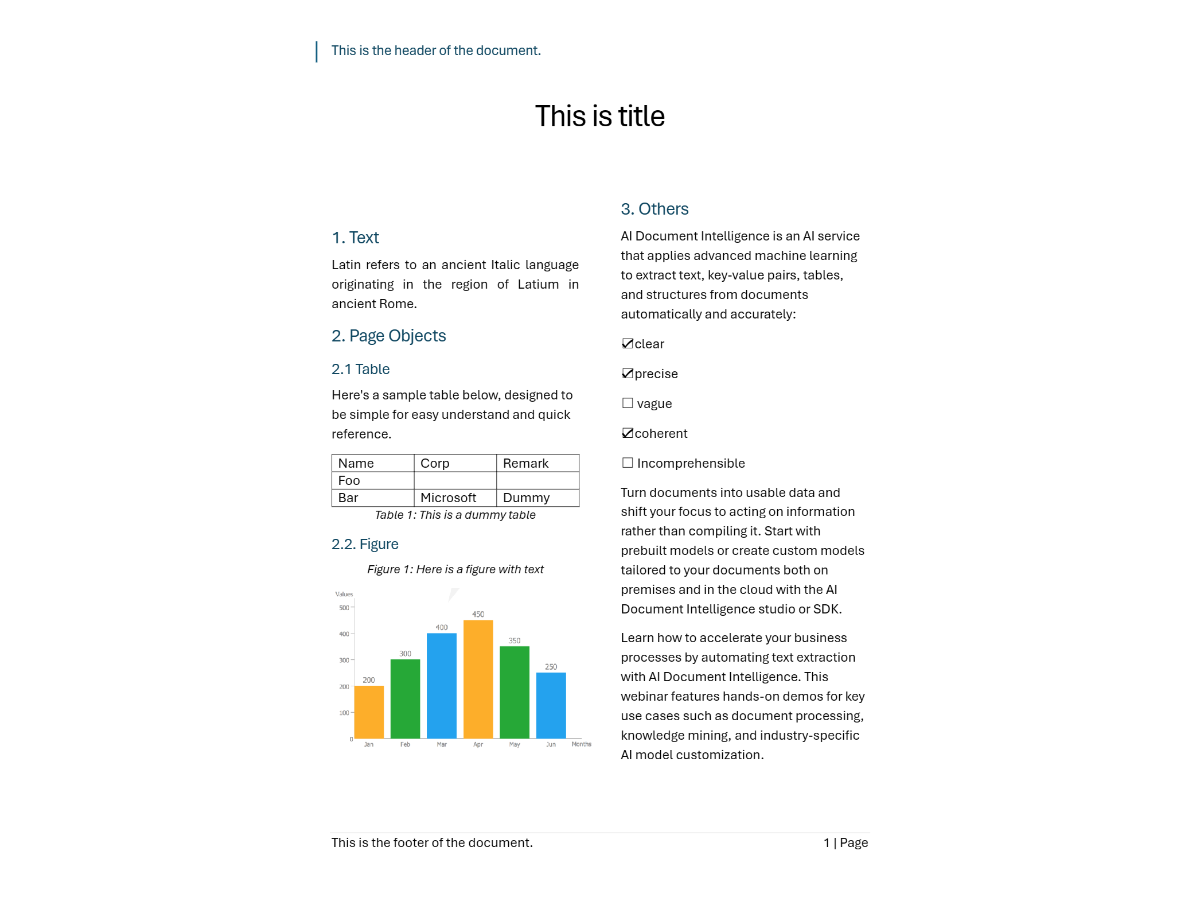 This is the header of the document.
This is title
1. Text
Latin refers to an ancient Italic language
originating in the region of Latium in
ancient Rome.
2. Page Objects
2.1 Table
Here's a sample table below, designed to
be simple for easy understand and quick
reference.
Name Corp Remark
Foo
Bar Microsoft Dummy
Table 1: This is a dummy table
2.2. Figure
Figure 1: Here is a figure with text
Values
500
400
300
200
100
0
200 300 400 450 350 250
Jan Feb Mar Apr May Jun Months
3. Others
AI Document Intelligence is an AI service
that applies advanced machine learning
to extract text, key-value pairs, tables,
and structures from documents
automatically and accurately:
☑clear
☑precise
☐ vague
☑coherent
☐ Incomprehensible
Turn documents into usable data and
shift your focus to acting on information
rather than compiling it. Start with
prebuilt models or create custom models
tailored to your documents both on
premises and in the cloud with the AI
Document Intelligence studio or SDK.
Learn how to accelerate your business
processes by automating text extraction
with AI Document Intelligence. This
webinar features hands-on demos for key
use cases such as document processing,
knowledge mining, and industry-specific
AI model customization.
This is the footer of the document.
1 | Page